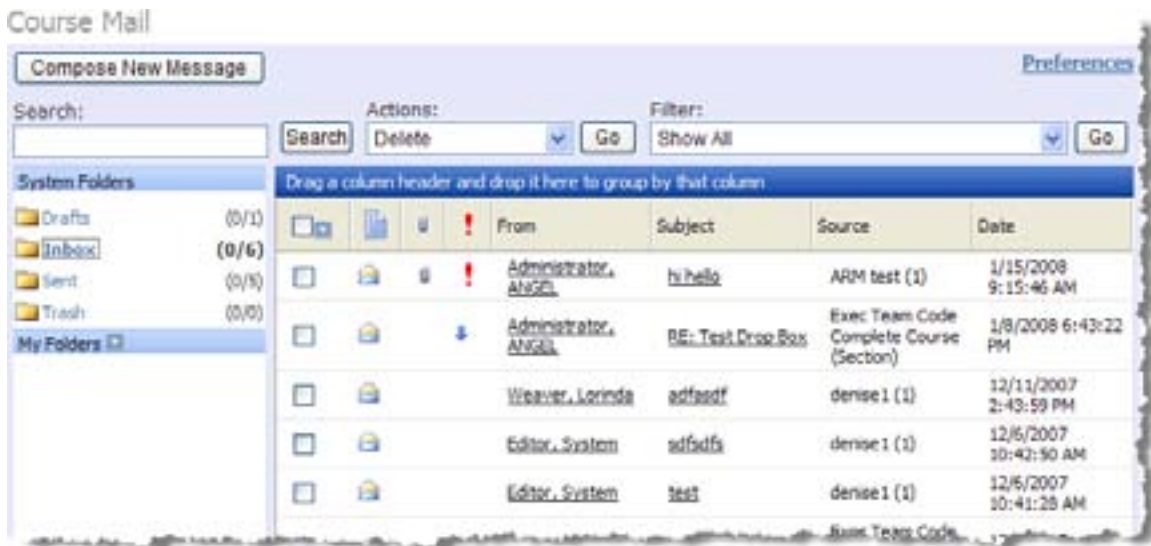 Course Mail
Compose New Message
Preferences
Search:
Actions:
Filter:
Search
Delete
Go
Show All
Go
System Folders
Drag a column header and drop it here to group by that column
Drafts (0/1)
Inbox (0/6)
Sent (0/5)
Trash (0/0)
My Folders
! From Subject Source Date
! Administrator, ANGEL hi hello ARM test (1) 1/15/2008 9:15:46 AM
Administrator, ANGEL RE: Test Drop Box Exec Team Code Complete Course (Section) 1/8/2008 6:43:22 PM
Weaver, Lorinda adfasdf denise1 (1) 12/11/2007 2:43:59 PM
Editor, System sdfsdfs denise1 (1) 12/6/2007 10:42:50 AM
Editor, System test denise1 (1) 12/6/2007 10:41:28 AM
Exec Team Code